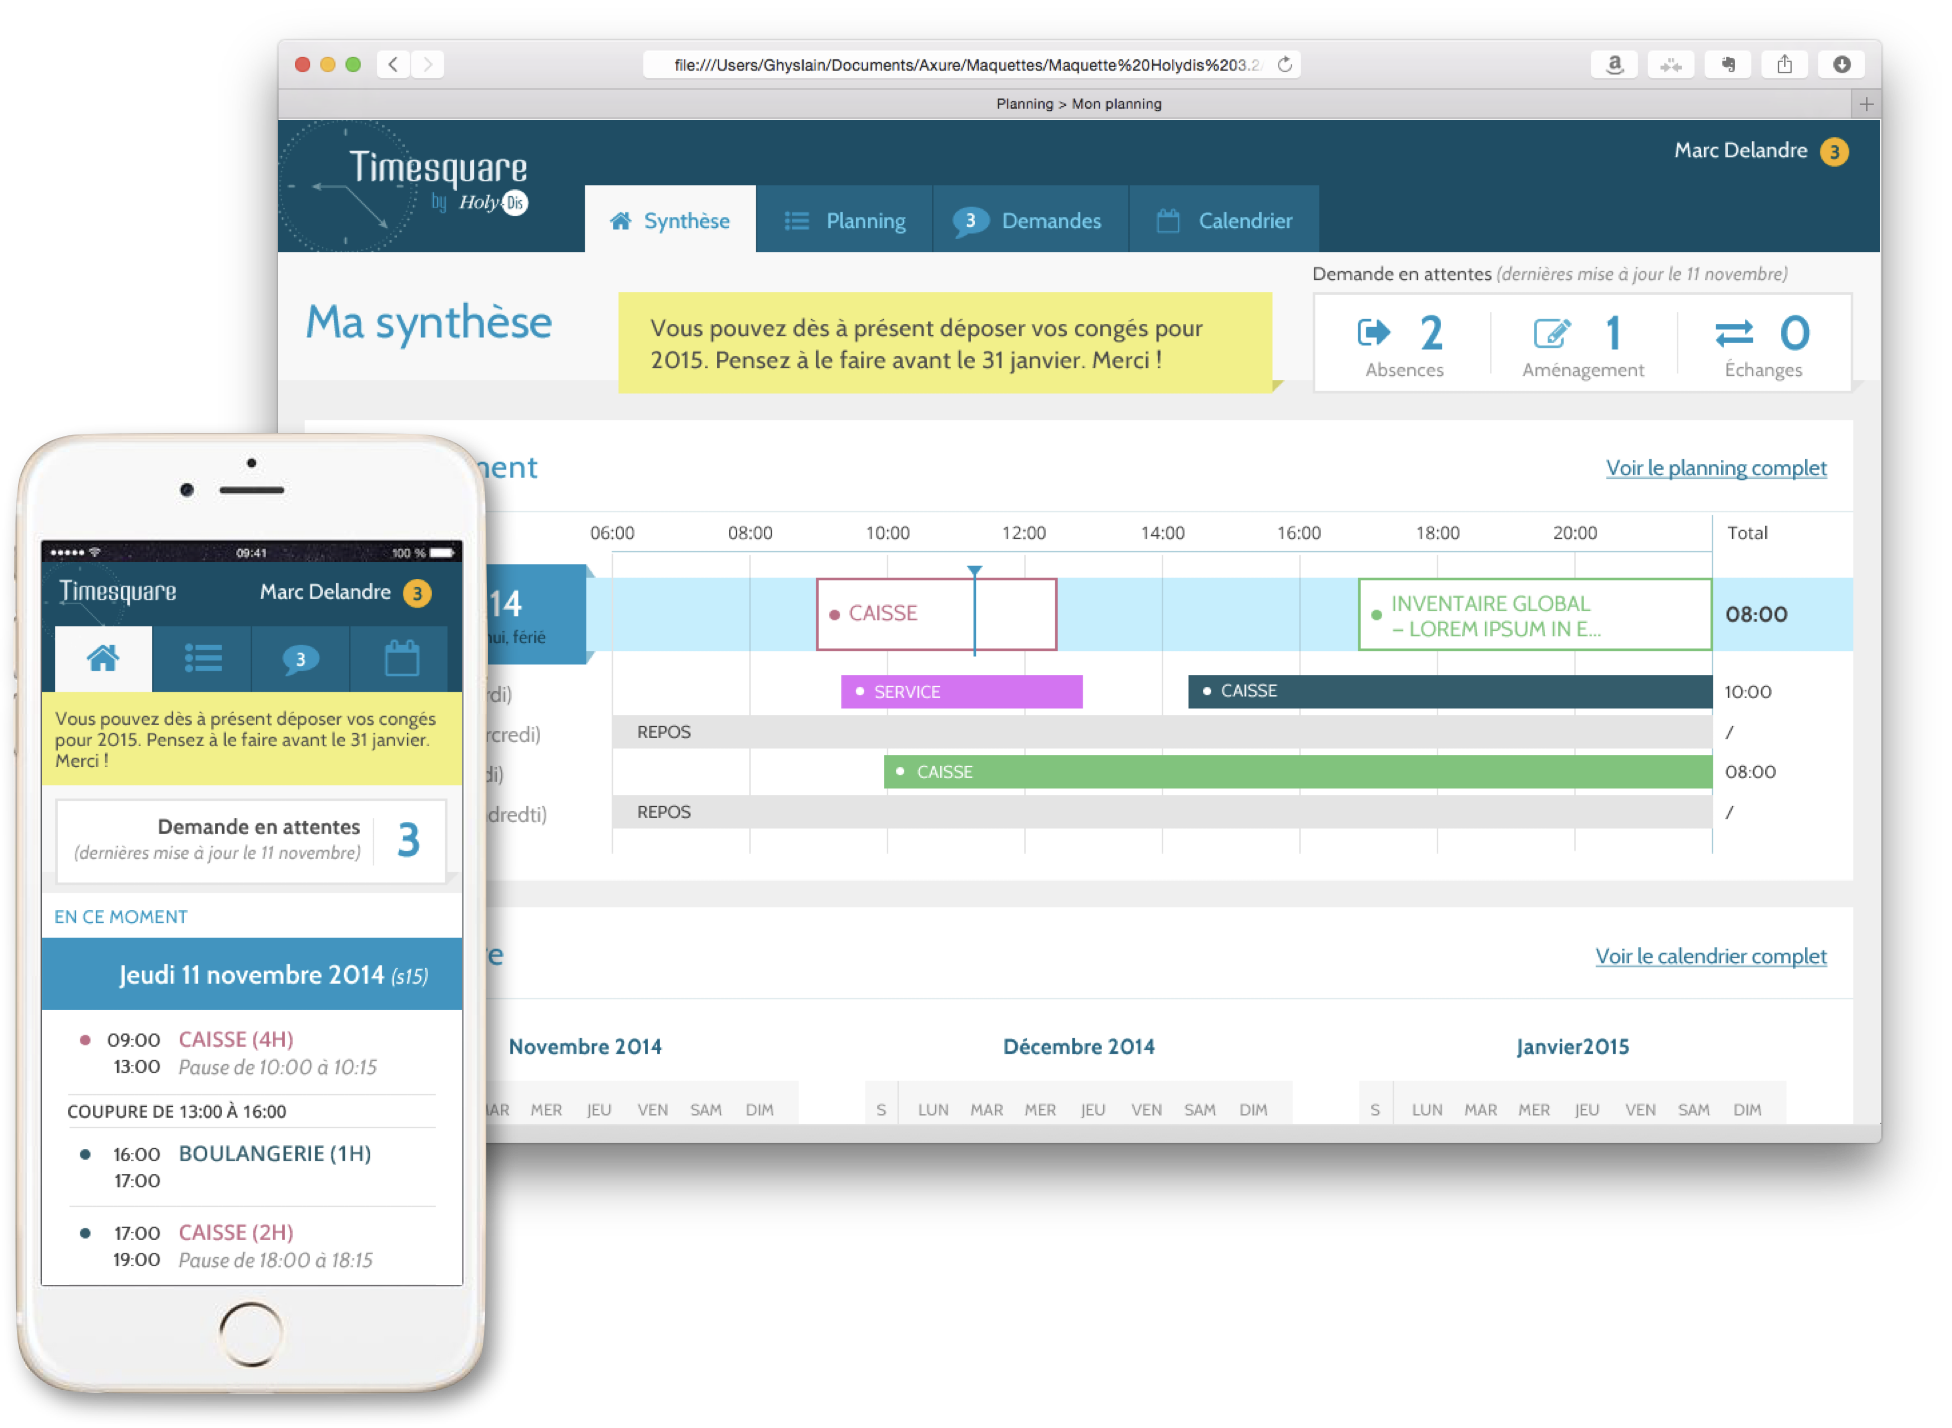 file:///Users/Ghyslain/Documents/Axure/Maquettes/Maquette%20Holydis%203.2
Planning > Mon planning
Timesquare
by Holy Dis
Marc Delandre 3
Synthèse
Planning
3 Demandes
Calendrier
Ma synthèse
Vous pouvez dès à présent déposer vos congés pour
2015. Pensez à le faire avant le 31 janvier. Merci !
Demande en attentes (dernières mise à jour le 11 novembre)
2 1 0
Absences Aménagement Échanges
Voir le planning complet
06:00 08:00 10:00 12:00 14:00 16:00 18:00 20:00 Total
14
férié
CAISSE
INVENTAIRE GLOBAL
– LOREM IPSUM IN E...
08:00
SERVICE CAISSE 10:00
REPOS /
CAISSE 08:00
REPOS /
Voir le calendrier complet
Novembre 2014 Décembre 2014 Janvier2015
MER JEU VEN SAM DIM
S LUN MAR MER JEU VEN SAM DIM
S LUN MAR MER JEU VEN SAM DIM
09:41 100 %
Timesquare Marc Delandre 3
3
Vous pouvez dès à présent déposer vos congés
pour 2015. Pensez à le faire avant le 31 janvier.
Merci !
Demande en attentes
(dernières mise à jour le 11 novembre)
3
EN CE MOMENT
Jeudi 11 novembre 2014 (s15)
09:00 CAISSE (4H)
13:00 Pause de 10:00 à 10:15
COUPURE DE 13:00 À 16:00
16:00 BOULANGERIE (1H)
17:00
17:00 CAISSE (2H)
19:00 Pause de 18:00 à 18:15